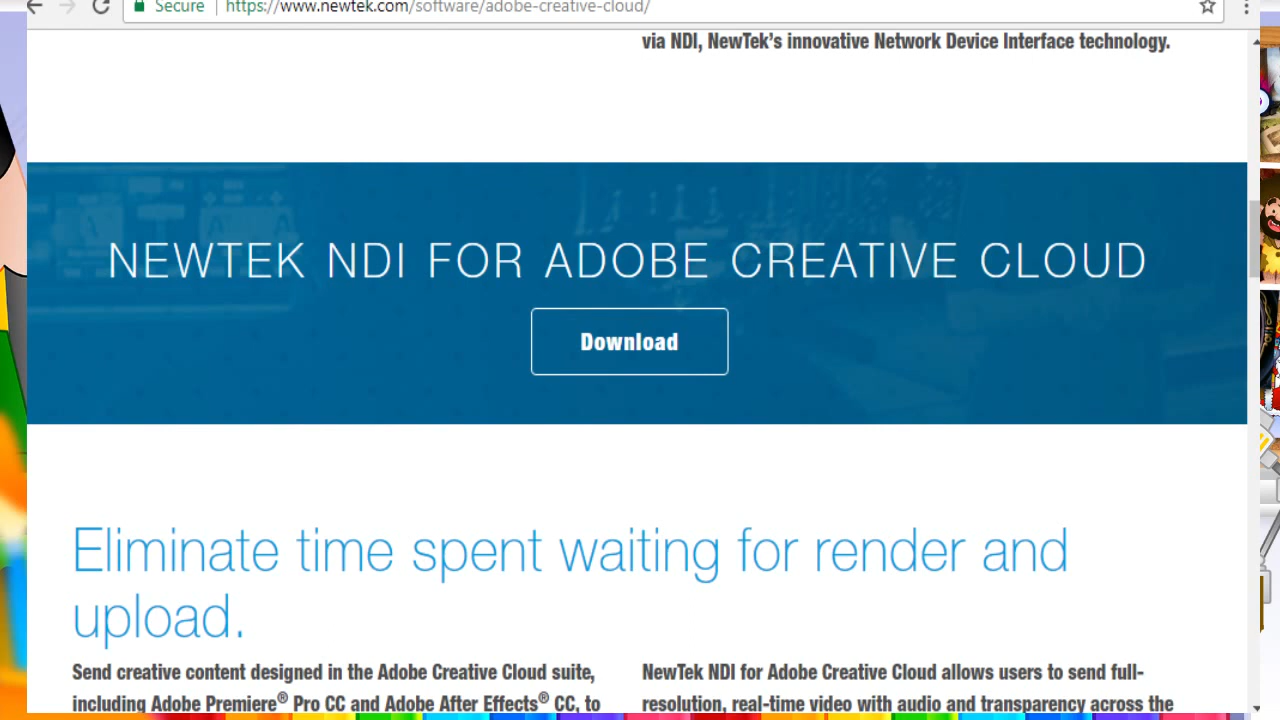 Secure
https://www.newtek.com/software/adobe-creative-cloud/
via NDI, NewTek's innovative Network Device Interface technology.
NEWTEK NDI FOR ADOBE CREATIVE CLOUD
Download
Eliminate time spent waiting for render and
upload.
Send creative content designed in the Adobe Creative Cloud suite,
including Adobe Premiere® Pro CC and Adobe After Effects® CC, to
NewTek NDI for Adobe Creative Cloud allows users to send full-
resolution, real-time video with audio and transparency across the